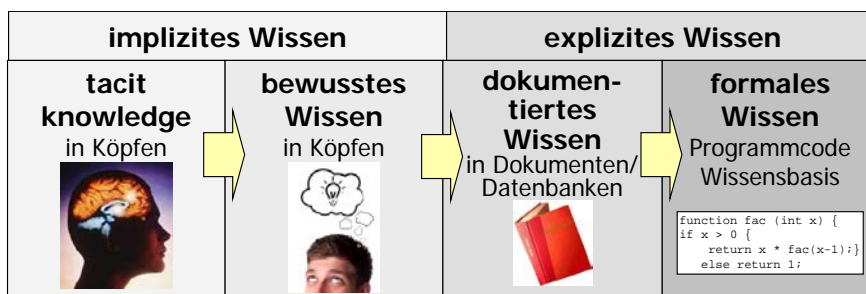 implizites Wissen
explizites Wissen
tacit
knowledge
in Köpfen
bewusstes
Wissen
in Köpfen
dokumen-
tiertes
Wissen
in Dokumenten/
Datenbanken
formales
Wissen
Programmcode
Wissensbasis
function fac (int x) {
if x > 0 {
return x * fac(x-1);}
else return 1;